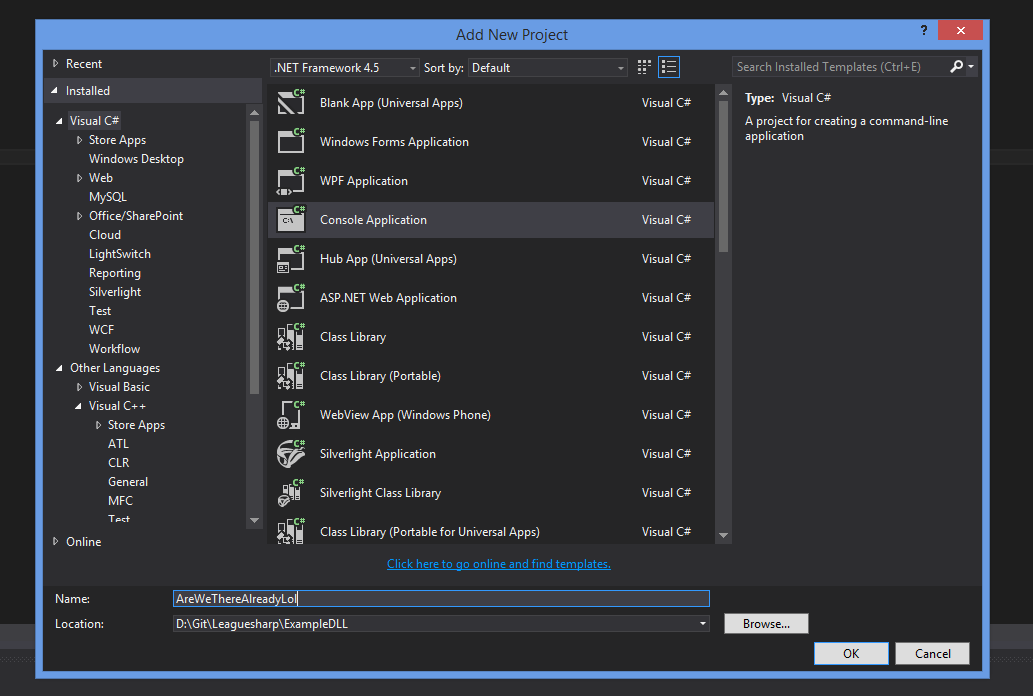 Add New Project
?
Recent
Installed
Visual C#
Store Apps
Windows Desktop
Web
MySQL
Office/SharePoint
Cloud
LightSwitch
Reporting
Silverlight
Test
WCF
Workflow
Other Languages
Visual Basic
Visual C++
Store Apps
ATL
CLR
General
MFC
Test
Online
.NET Framework 4.5 Sort by: Default
C# Blank App (Universal Apps) Visual C#
C# Windows Forms Application Visual C#
C# WPF Application Visual C#
C:\ C# Console Application Visual C#
C# Hub App (Universal Apps) Visual C#
C# ASP.NET Web Application Visual C#
C# Class Library Visual C#
C# Class Library (Portable) Visual C#
C# WebView App (Windows Phone) Visual C#
C# Silverlight Application Visual C#
C# Silverlight Class Library Visual C#
C# Class Library (Portable for Universal Apps) Visual C#
Click here to go online and find templates.
Search Installed Templates (Ctrl+E)
Type: Visual C#
A project for creating a command-line
application
Name: AreWeThereAlreadyLol
Location: D:\Git\Leaguesharp\ExampleDLL Browse...
OK Cancel